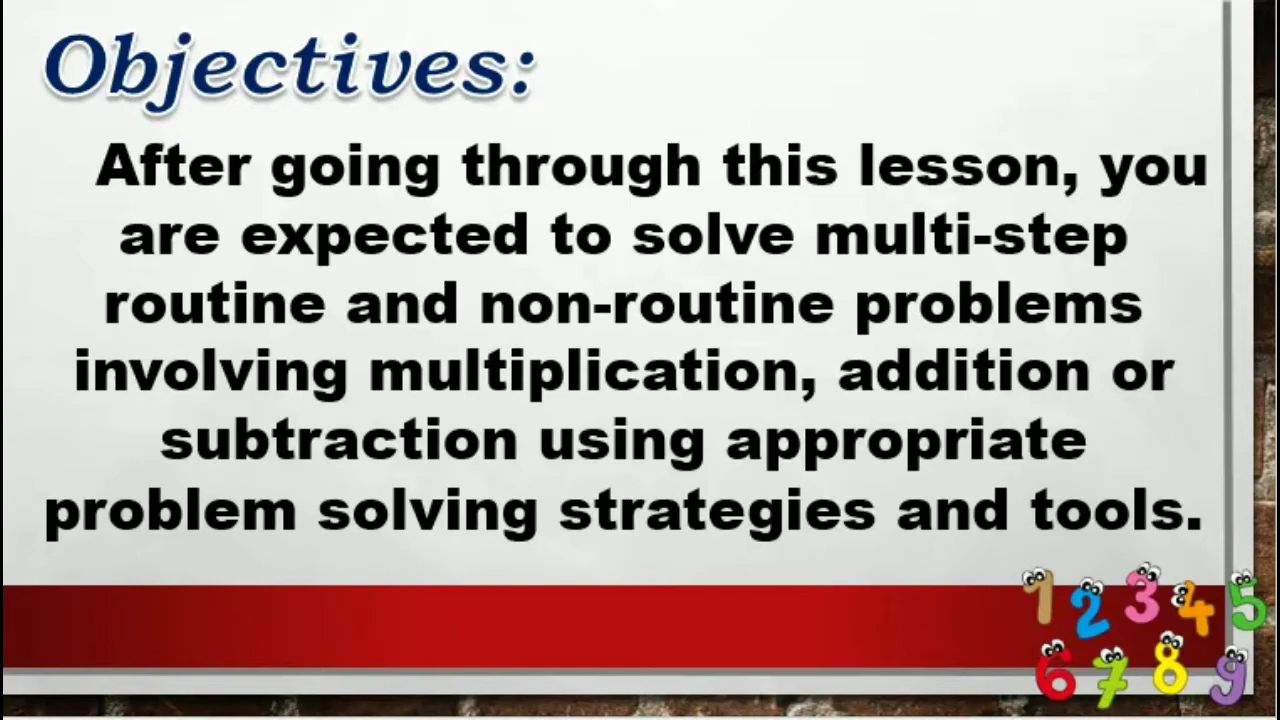 Objectives:
After going through this lesson, you
are expected to solve multi-step
routine and non-routine problems
involving multiplication, addition or
subtraction using appropriate
problem solving strategies and tools.
1 2 3 4 5
6 7 8 9